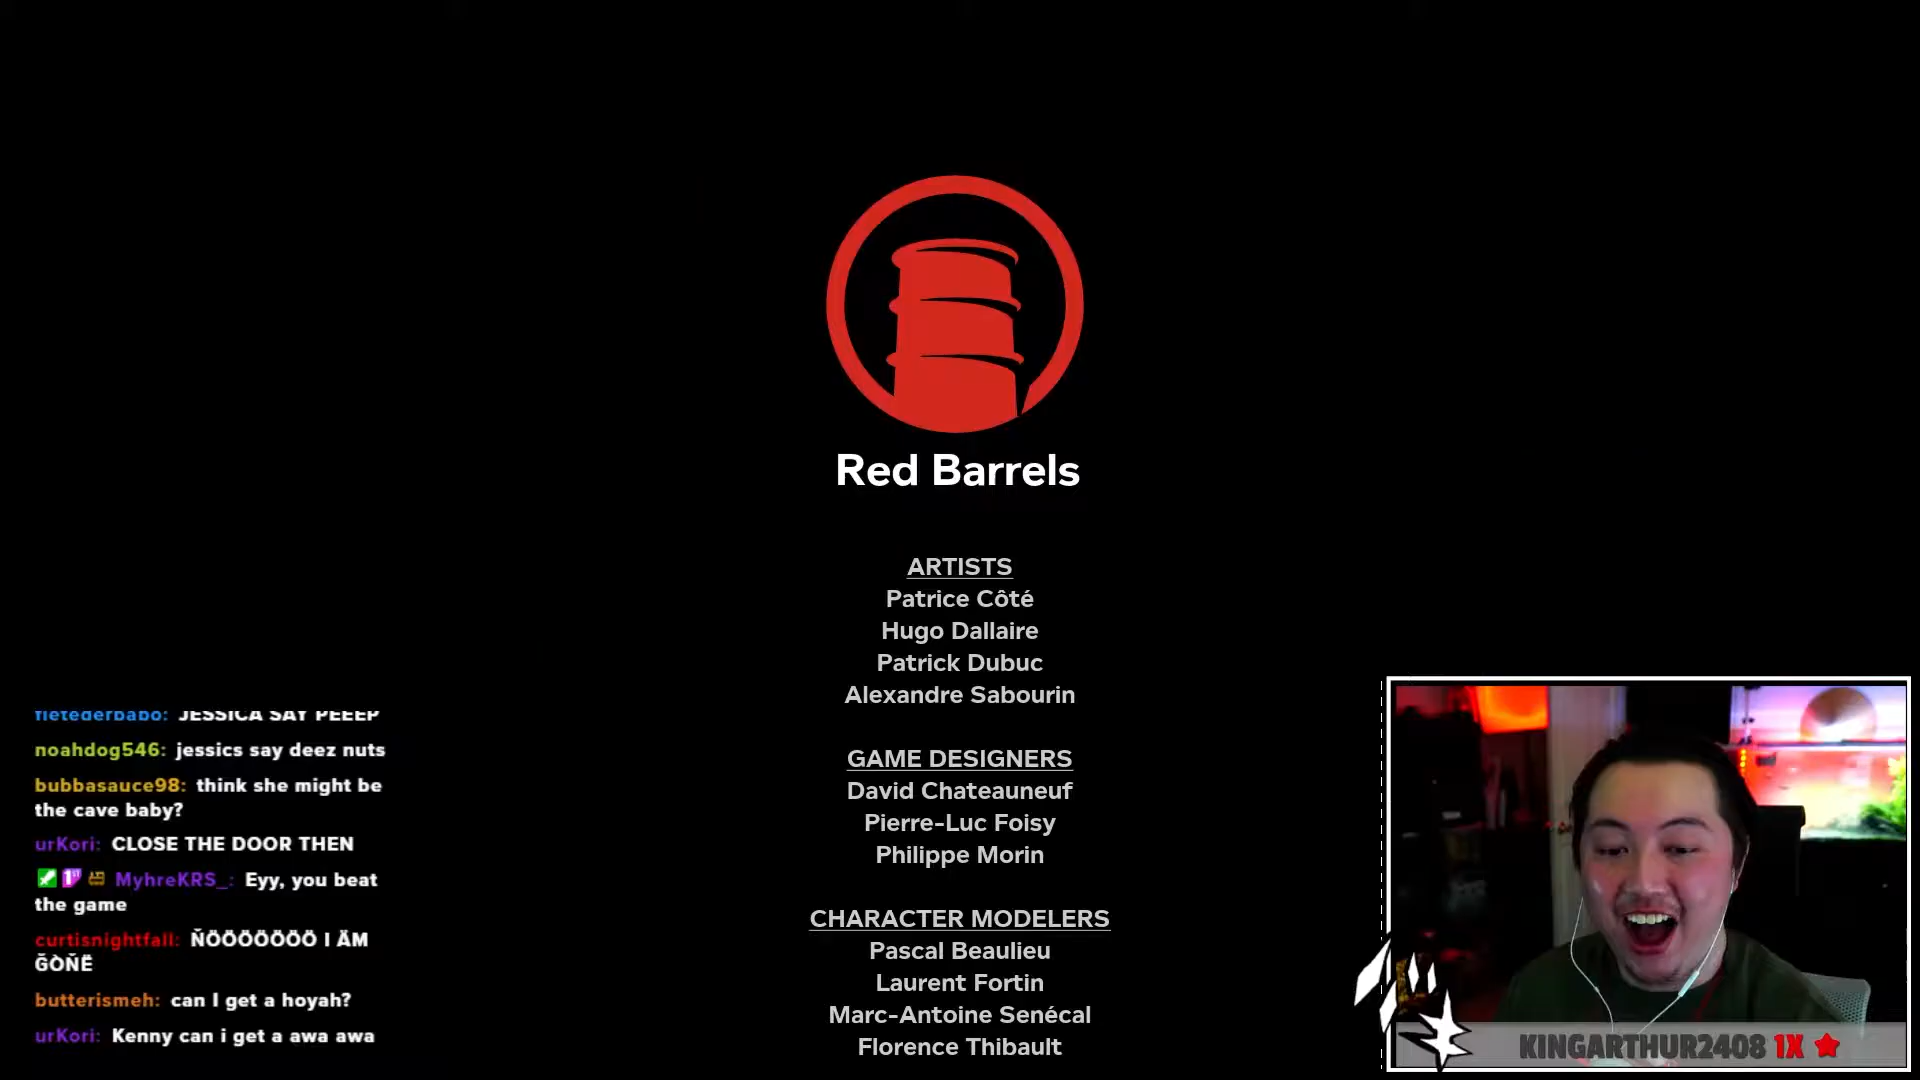 Red Barrels
ARTISTS
Patrice Côté
Hugo Dallaire
Patrick Dubuc
Alexandre Sabourin
GAME DESIGNERS
David Chateauneuf
Pierre-Luc Foisy
Philippe Morin
CHARACTER MODELERS
Pascal Beaulieu
Laurent Fortin
Marc-Antoine Senécal
Florence Thibault
fletederbabo: JESSICA SAY PEEEP
noahdog546: jessics say deez nuts
bubbasauce98: think she might be
the cave baby?
urKori: CLOSE THE DOOR THEN
MyhreKRS_: Eyy, you beat
the game
curtisnightfall: ÑÖÖÖÖÖÖÖ I ÄM
butterismeh: can I get a hoyah?
urKori: Kenny can i get a awa awa
KINGARTHUR2408 1X